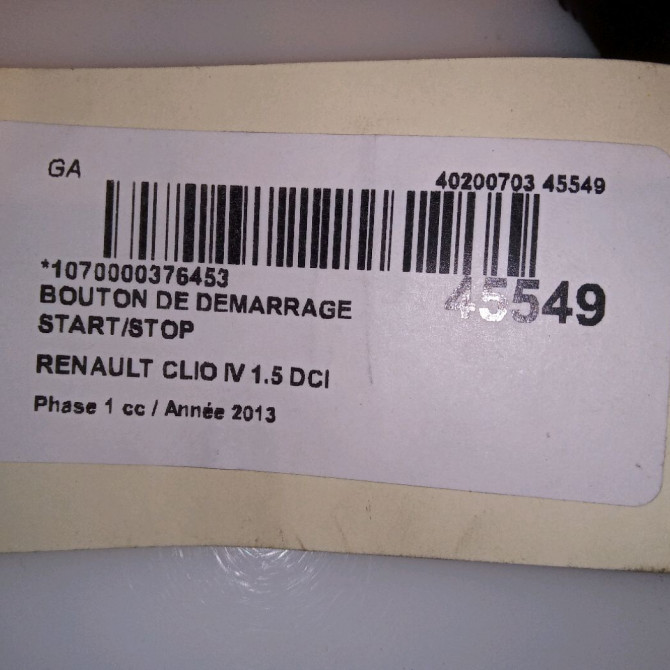 GA
40200703 45549
*1070000376453
45549
BOUTON DE DEMARRAGE
START/STOP
RENAULT CLIO IV 1.5 DCI
Phase 1 cc / Année 2013